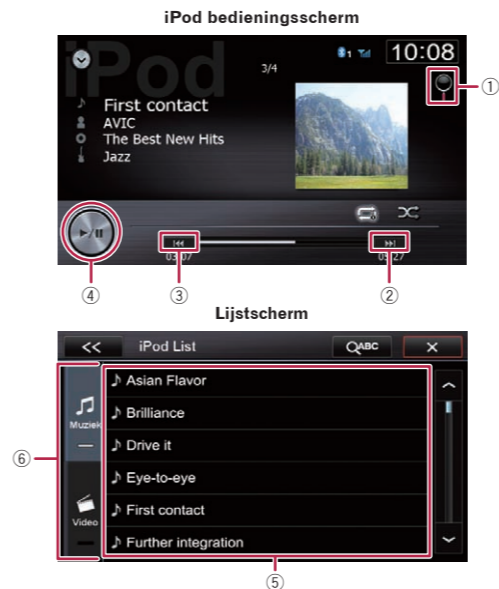 iPod bedieningsscherm
iPod
3/4
1
10:08
①
First contact
AVIC
The Best New Hits
Jazz
03:07
05:27
④
③
②
Lijstscherm
<<
iPod List
ABC
×
Muziek
Video
Asian Flavor
Brilliance
Drive it
Eye-to-eye
First contact
Further integration
⑥
⑤